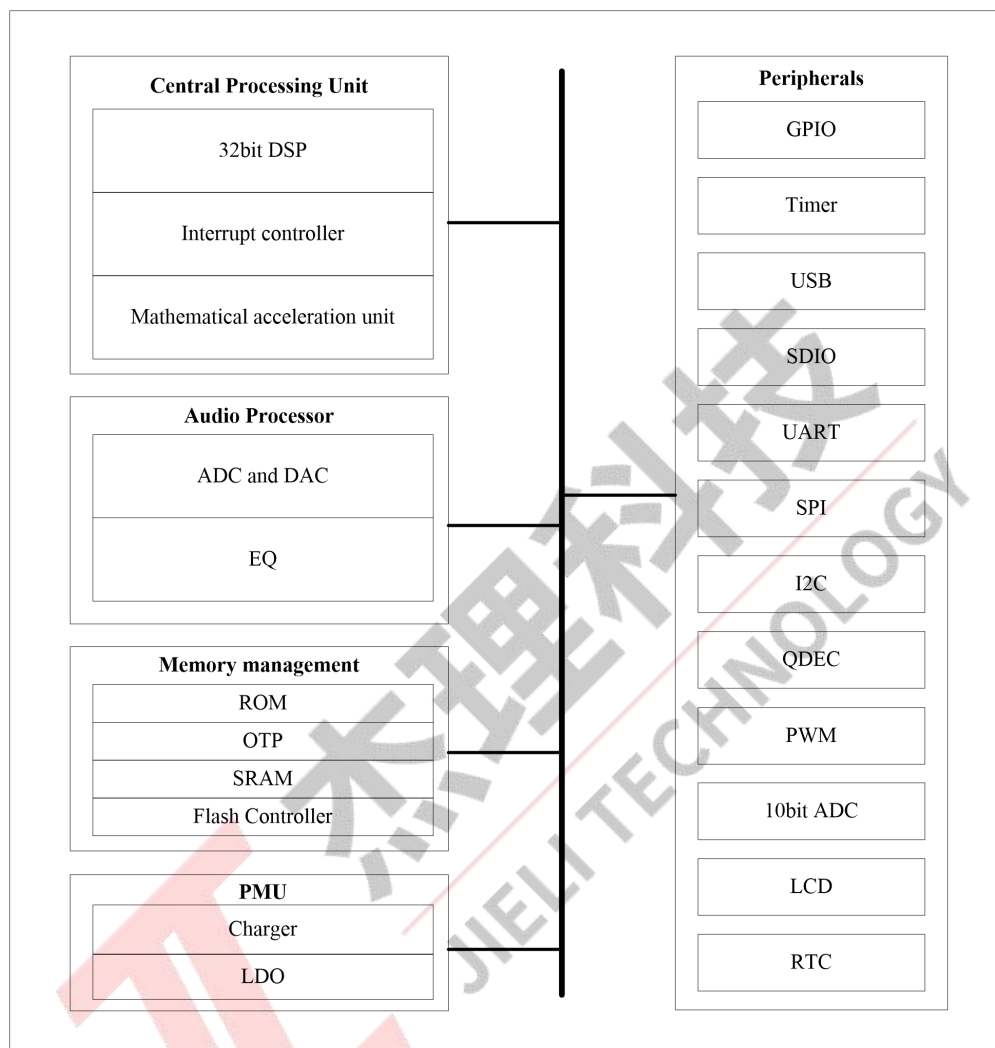 Central Processing Unit
32bit DSP
Interrupt controller
Mathematical acceleration unit
Audio Processor
ADC and DAC
EQ
Memory management
ROM
OTP
SRAM
Flash Controller
PMU
Charger
LDO
Peripherals
GPIO
Timer
USB
SDIO
UART
SPI
I2C
QDEC
PWM
10bit ADC
LCD
RTC
杰理科技
JIELI TECHNOLOGY